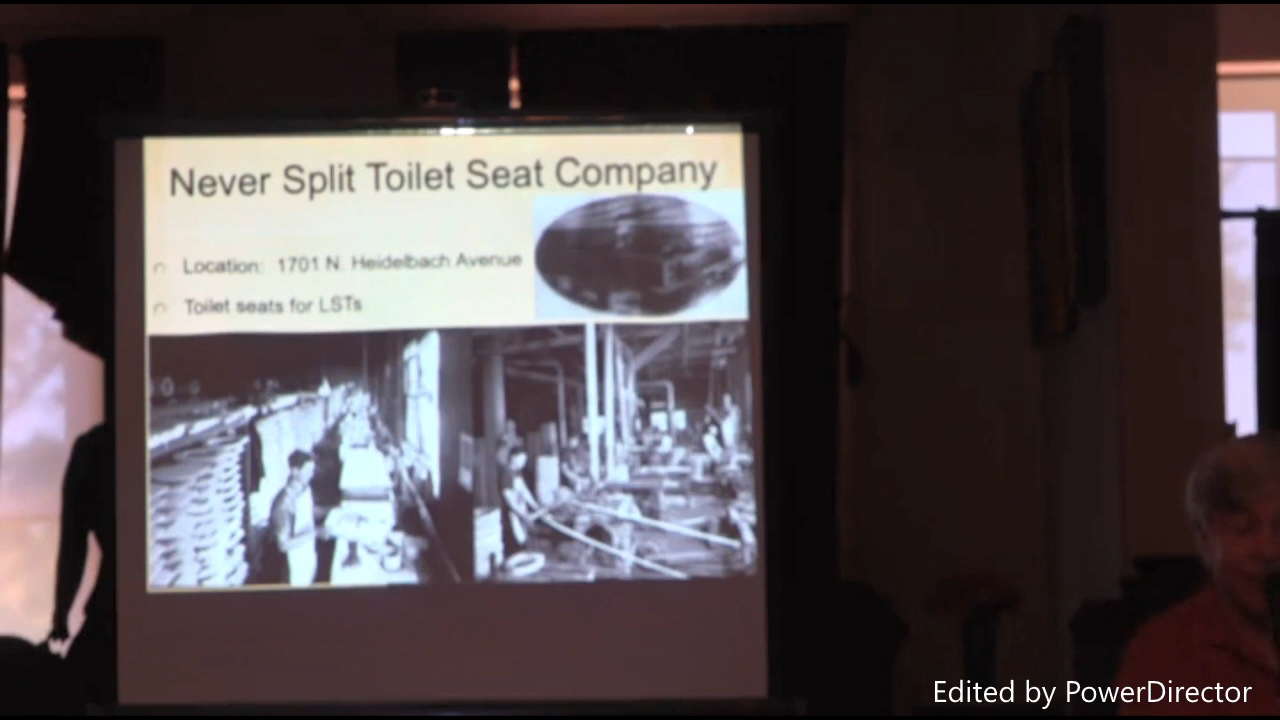 Never Split Toilet Seat Company
Location: 1701 N. Heidelbach Avenue
Toilet seats for LSTs
Edited by PowerDirector